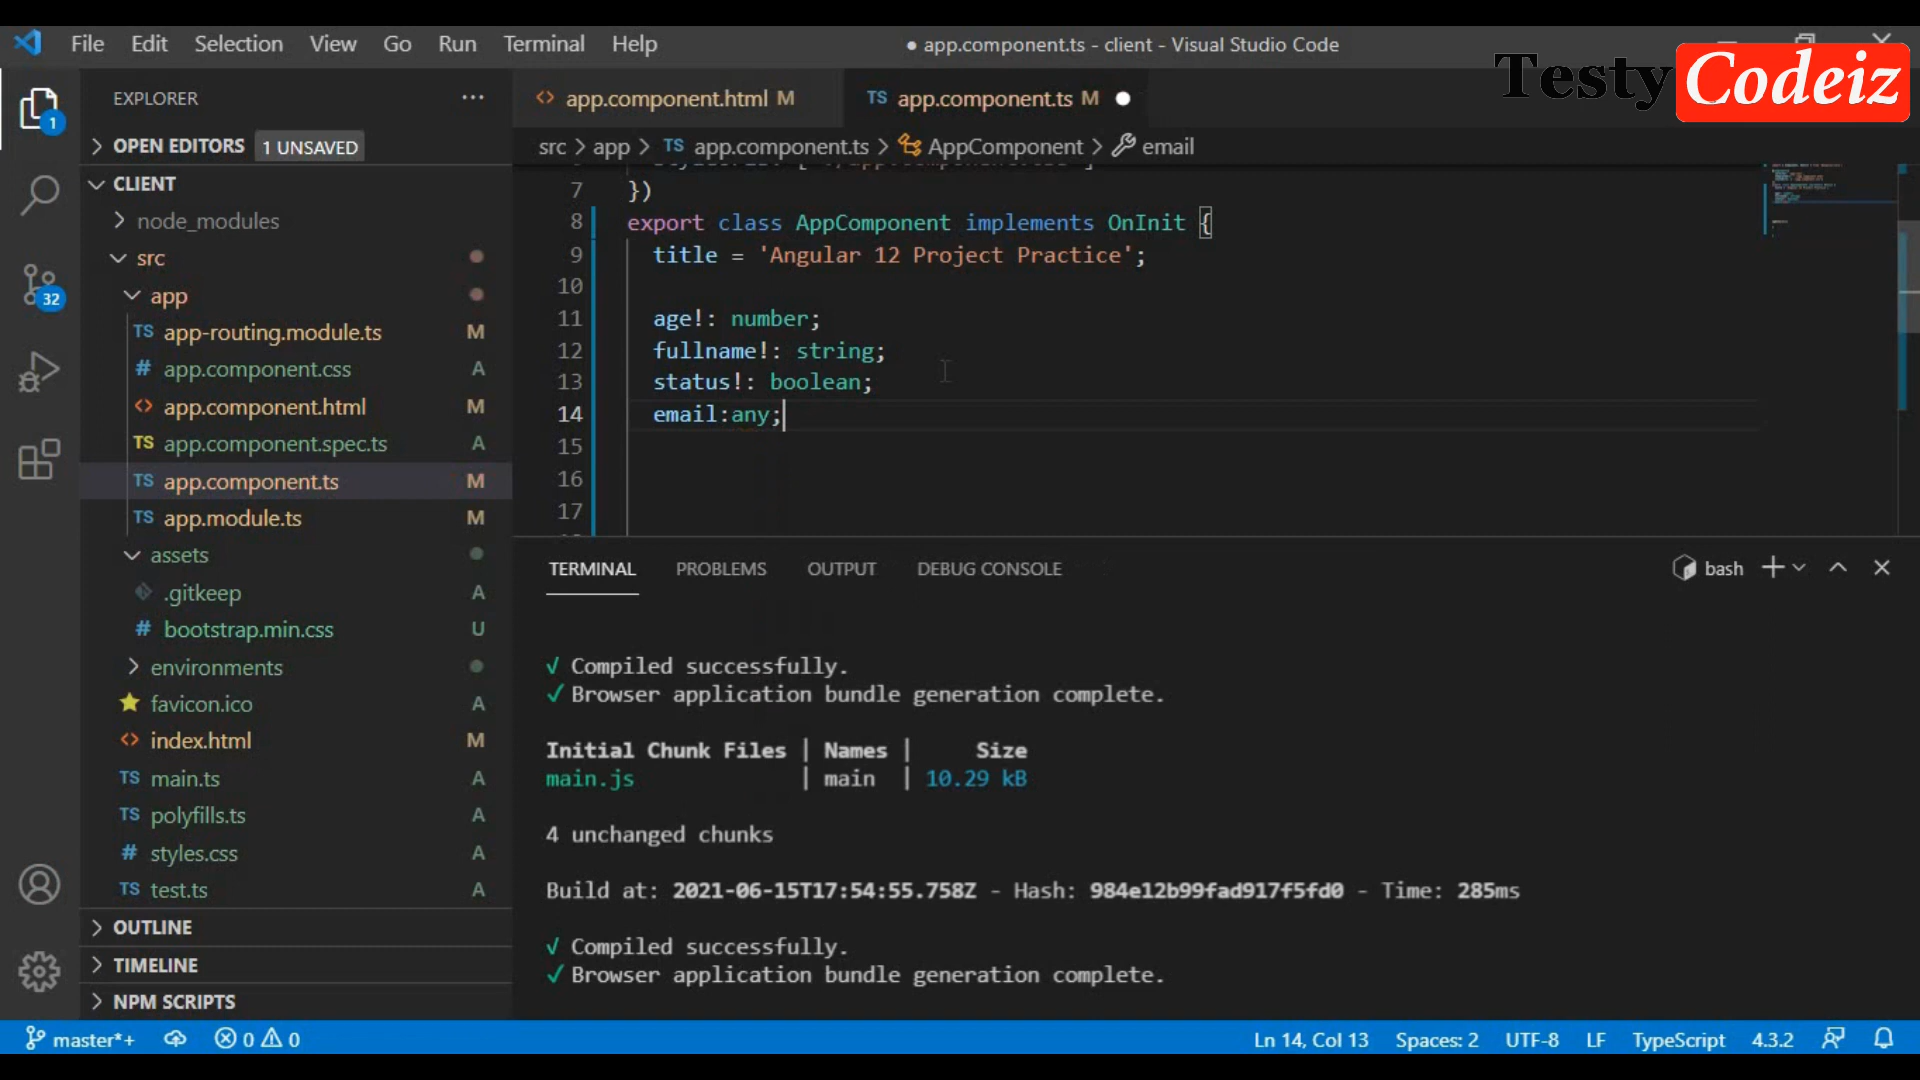 File Edit Selection View Go Run Terminal Help
● app.component.ts - client - Visual Studio Code
Testy Codeiz
EXPLORER
OPEN EDITORS 1 UNSAVED
CLIENT
node_modules
src
app
TS app-routing.module.ts M
# app.component.css A
<> app.component.html M
TS app.component.spec.ts A
TS app.component.ts M
TS app.module.ts M
assets
.gitkeep A
# bootstrap.min.css U
environments
favicon.ico A
<> index.html M
TS main.ts A
TS polyfills.ts A
# styles.css A
TS test.ts A
OUTLINE
TIMELINE
NPM SCRIPTS
1
32
<> app.component.html M
TS app.component.ts M ●
src > app > TS app.component.ts > AppComponent > email
7 })
8 export class AppComponent implements OnInit {
9 title = 'Angular 12 Project Practice';
10
11 age!: number;
12 fullname!: string;
13 status!: boolean;
14 email:any;
15
16
17
TERMINAL PROBLEMS OUTPUT DEBUG CONSOLE
bash
√ Compiled successfully.
✓ Browser application bundle generation complete.
Initial Chunk Files | Names | Size
main.js | main | 10.29 kB
4 unchanged chunks
Build at: 2021-06-15T17:54:55.758Z - Hash: 984e12b99fad917f5fd0 - Time: 285ms
√ Compiled successfully.
✓ Browser application bundle generation complete.
master*+ 0 0
Ln 14, Col 13 Spaces: 2 UTF-8 LF TypeScript 4.3.2